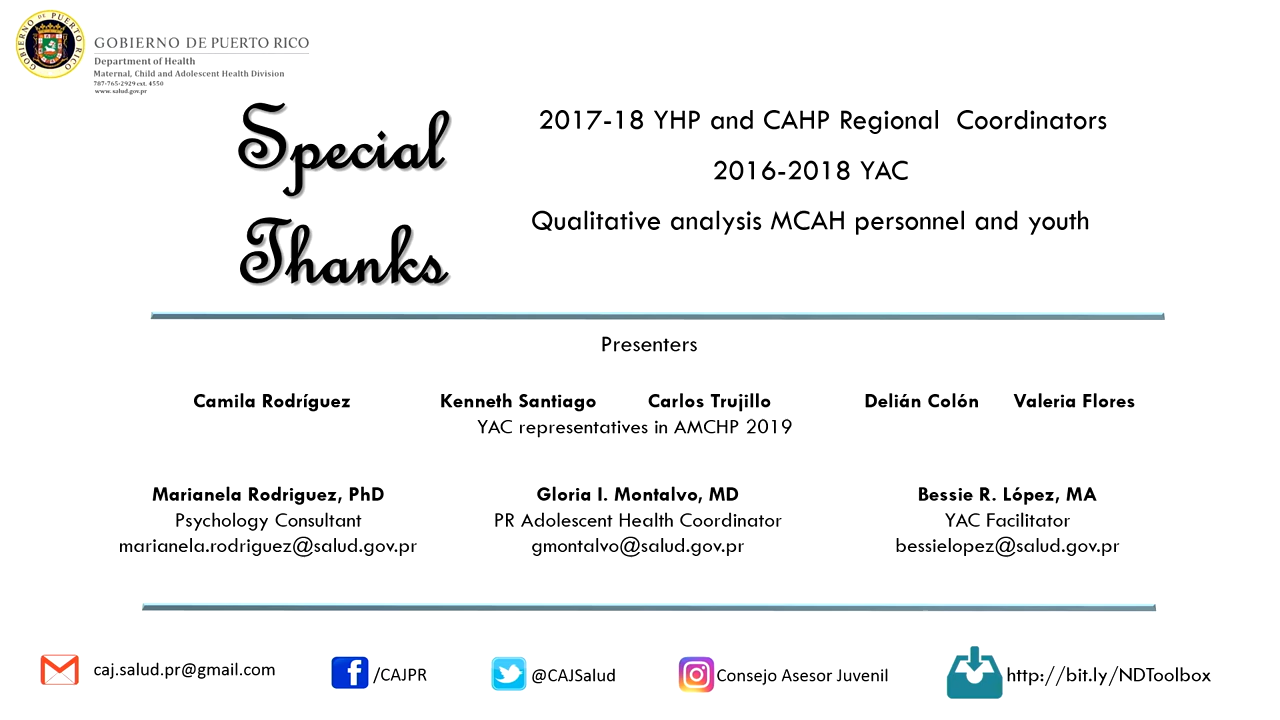 GOBIERNO DE PUERTO RICO
GOBIERNO DE PUERTO RICO
Department of Health
Maternal, Child and Adolescent Health Division
787-765-2929 ext. 4550
www.salud.gov.pr
Special
Thanks
2017-18 YHP and CAHP Regional Coordinators
2016-2018 YAC
Qualitative analysis MCAH personnel and youth
Presenters
Camila Rodríguez Kenneth Santiago Carlos Trujillo Delián Colón Valeria Flores
YAC representatives in AMCHP 2019
Marianela Rodriguez, PhD Gloria I. Montalvo, MD Bessie R. López, MA
Psychology Consultant PR Adolescent Health Coordinator YAC Facilitator
marianela.rodriguez@salud.gov.pr gmontalvo@salud.gov.pr bessielopez@salud.gov.pr
caj.salud.pr@gmail.com /CAJPR @CAJSalud Consejo Asesor Juvenil http://bit.ly/NDToolbox